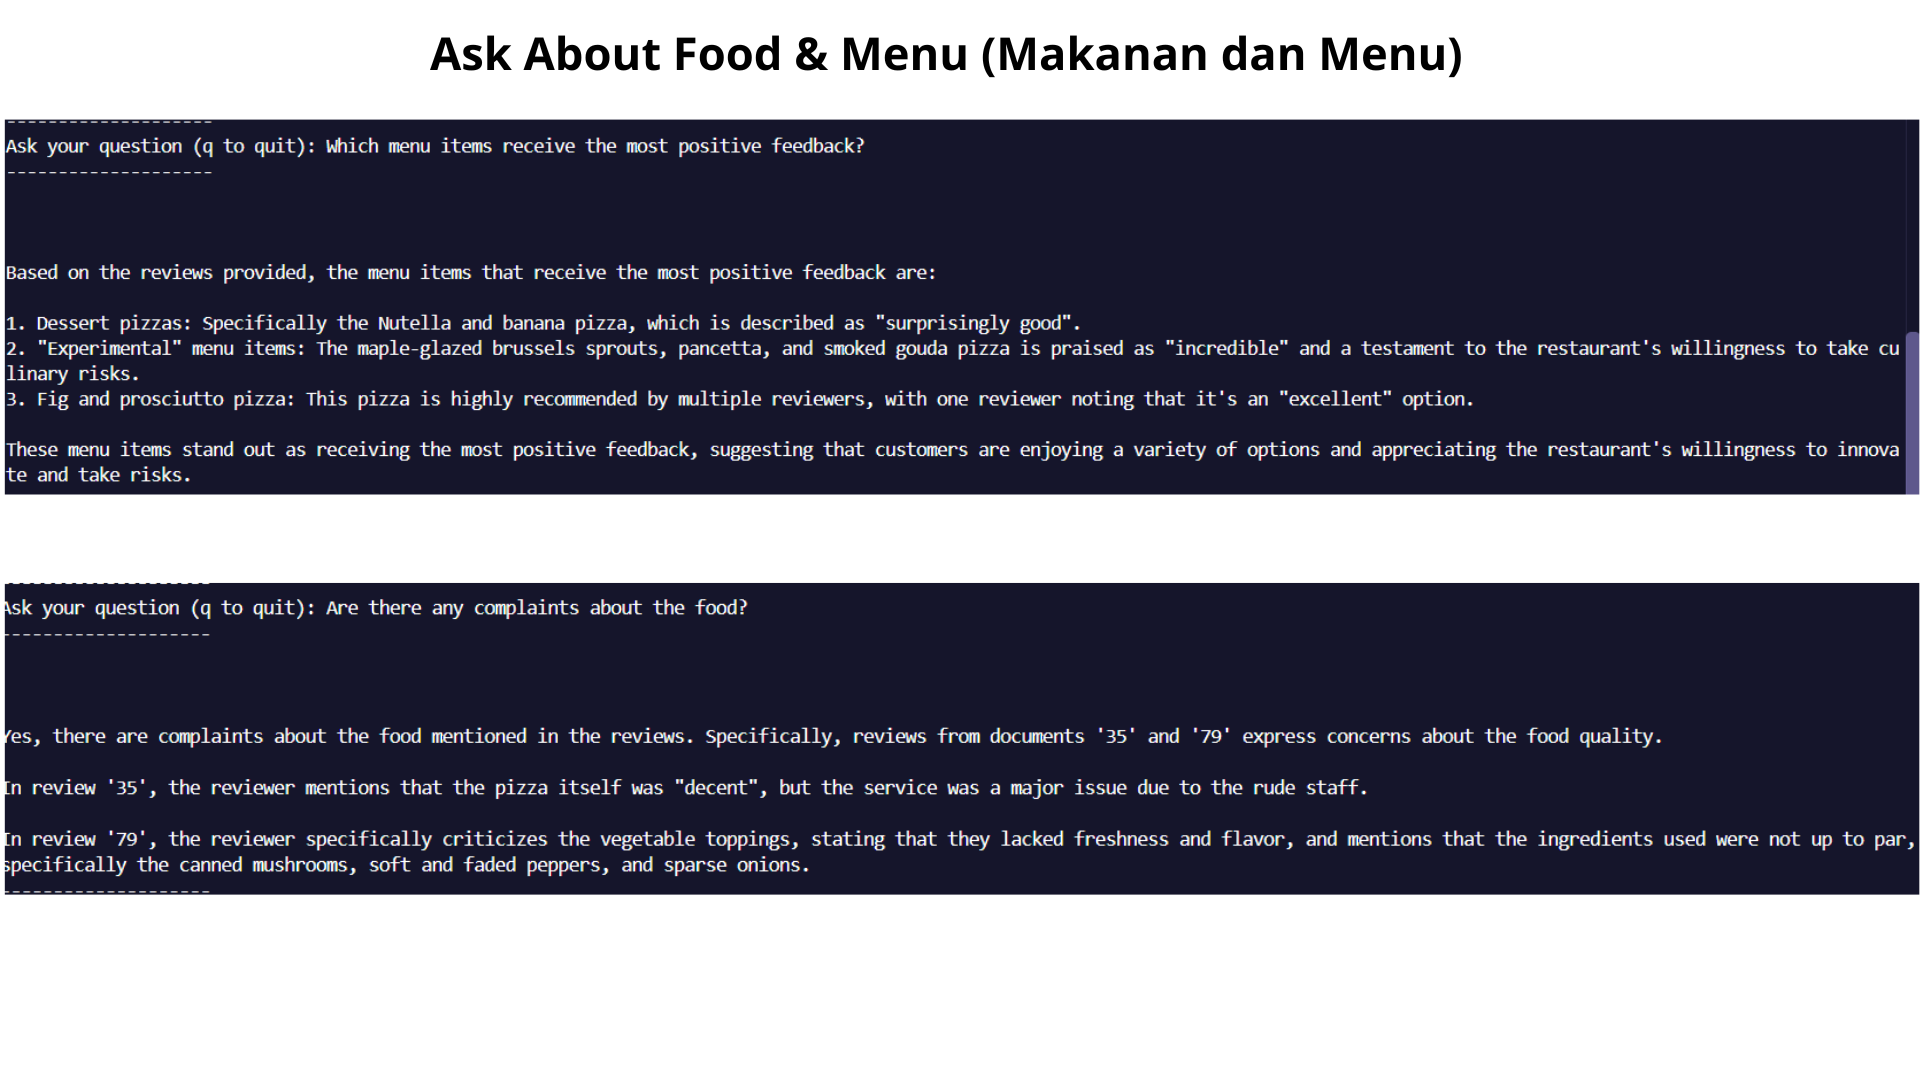 Ask About Food & Menu (Makanan dan Menu)
--------------------
Ask your question (q to quit): Which menu items receive the most positive feedback?
--------------------
Based on the reviews provided, the menu items that receive the most positive feedback are:
1. Dessert pizzas: Specifically the Nutella and banana pizza, which is described as "surprisingly good".
2. "Experimental" menu items: The maple-glazed brussels sprouts, pancetta, and smoked gouda pizza is praised as "incredible" and a testament to the restaurant's willingness to take cu
linary risks.
3. Fig and prosciutto pizza: This pizza is highly recommended by multiple reviewers, with one reviewer noting that it's an "excellent" option.
These menu items stand out as receiving the most positive feedback, suggesting that customers are enjoying a variety of options and appreciating the restaurant's willingness to innova
te and take risks.
Ask your question (q to quit): Are there any complaints about the food?
--------------------
Yes, there are complaints about the food mentioned in the reviews. Specifically, reviews from documents '35' and '79' express concerns about the food quality.
In review '35', the reviewer mentions that the pizza itself was "decent", but the service was a major issue due to the rude staff.
In review '79', the reviewer specifically criticizes the vegetable toppings, stating that they lacked freshness and flavor, and mentions that the ingredients used were not up to par,
specifically the canned mushrooms, soft and faded peppers, and sparse onions.
--------------------